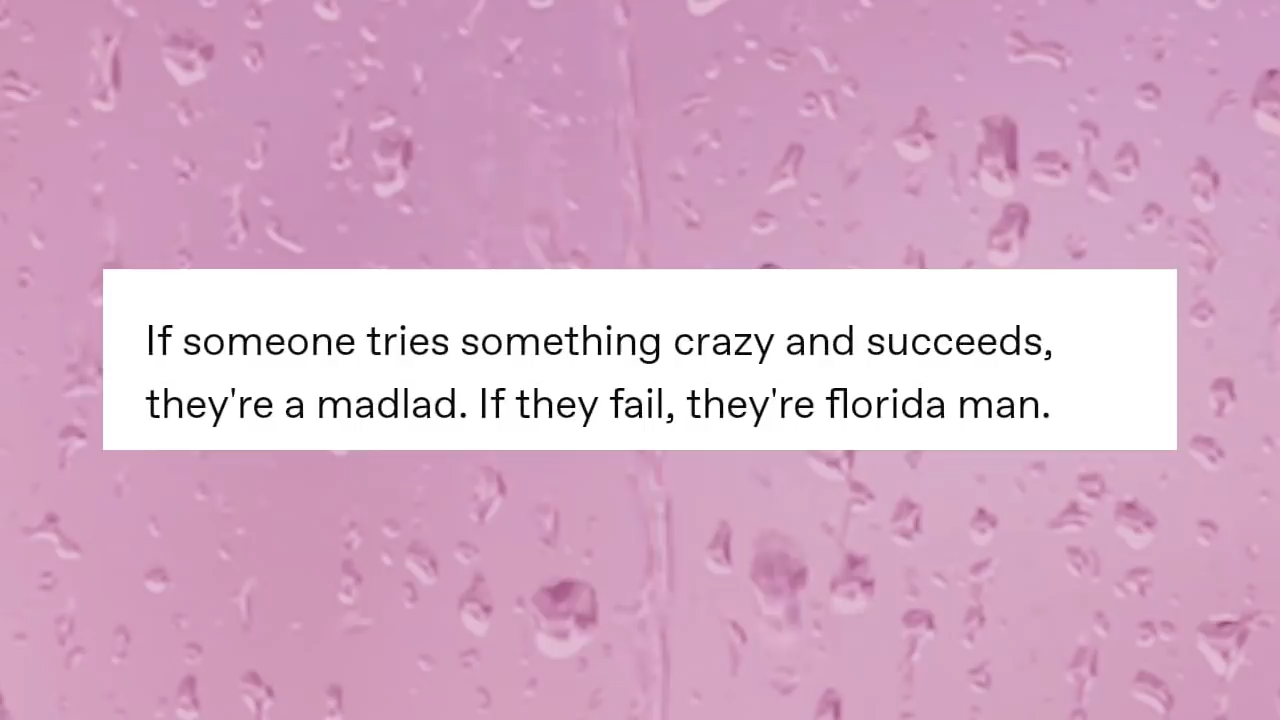 If someone tries something crazy and succeeds,
they're a madlad. If they fail, they're florida man.